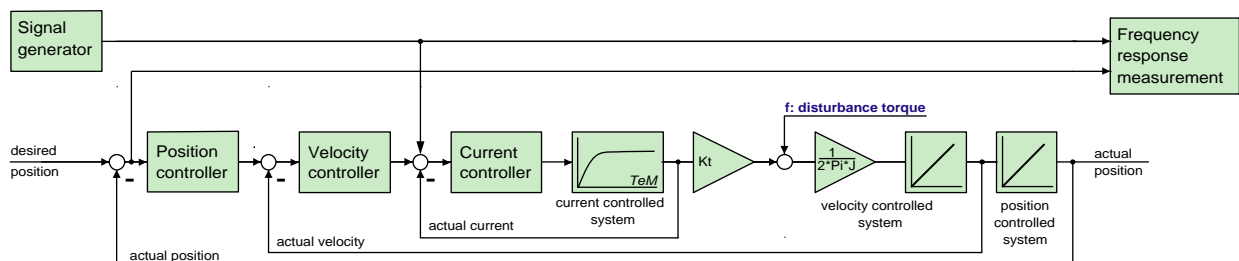 Signal
generator
Frequency
response
measurement
f: disturbance torque
desired
position
Position
controller
Velocity
controller
Current
controller
TeM
Kt
1
2*Pi*J
actual
position
-
-
-
current controlled
system
velocity controlled
system
position
controlled
system
actual current
actual velocity
actual position